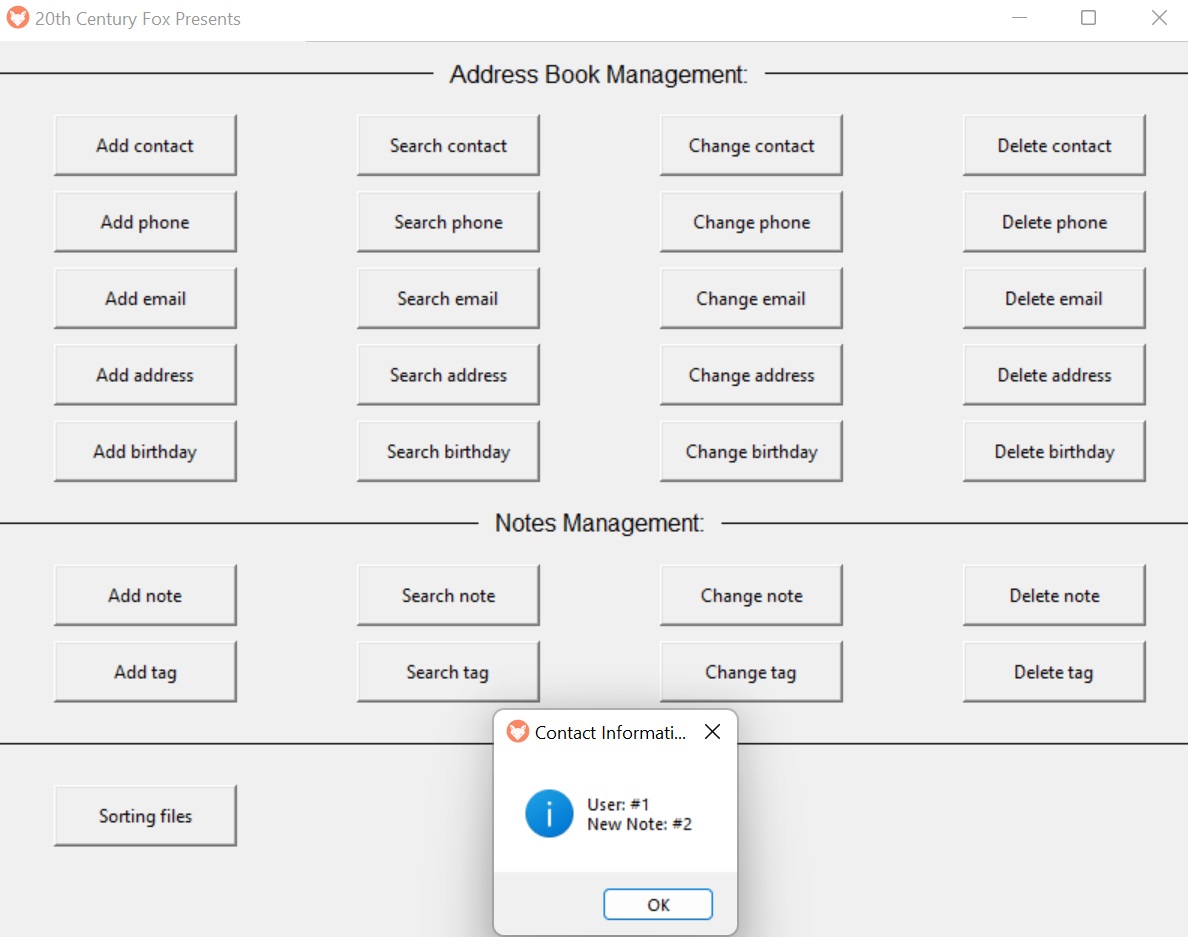 20th Century Fox Presents
Address Book Management:
Add contact Search contact Change contact Delete contact
Add phone Search phone Change phone Delete phone
Add email Search email Change email Delete email
Add address Search address Change address Delete address
Add birthday Search birthday Change birthday Delete birthday
Notes Management:
Add note Search note Change note Delete note
Add tag Search tag Change tag Delete tag
Contact Informati...
Sorting files
User: #1
New Note: #2
OK